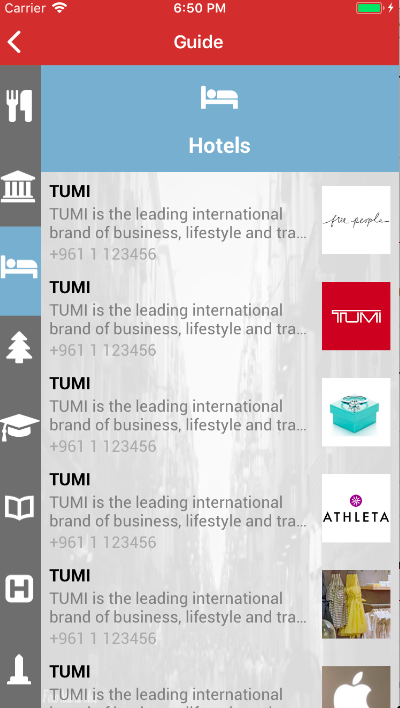 Carrier 6:50 PM
Guide
Hotels
TUMI
TUMI is the leading international
brand of business, lifestyle and tra...
+961 1 123456
free people
TUMI
TUMI is the leading international
brand of business, lifestyle and tra...
+961 1 123456
TUMI
TUMI
TUMI is the leading international
brand of business, lifestyle and tra...
+961 1 123456
TUMI
TUMI is the leading international
brand of business, lifestyle and tra...
+961 1 123456
ATHLETA
H
TUMI
TUMI is the leading international
brand of business, lifestyle and tra...
+961 1 123456
TUMI
TUMI is the leading international